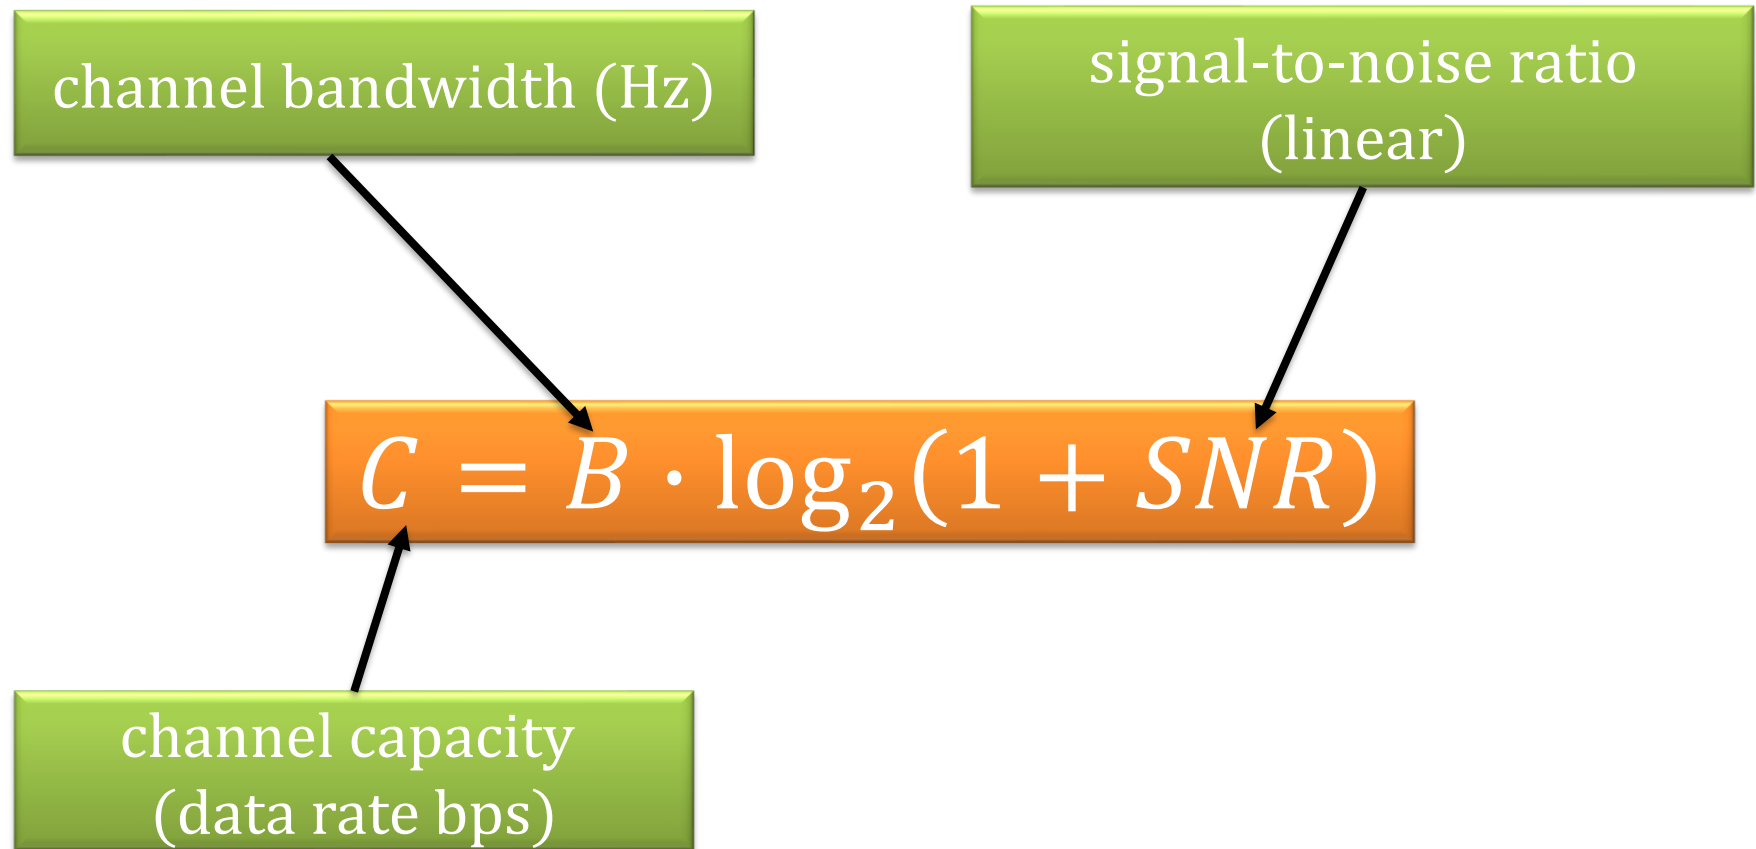 channel bandwidth (Hz)
signal-to-noise ratio
(linear)
C = B · log₂(1 + SNR)
channel capacity
(data rate bps)